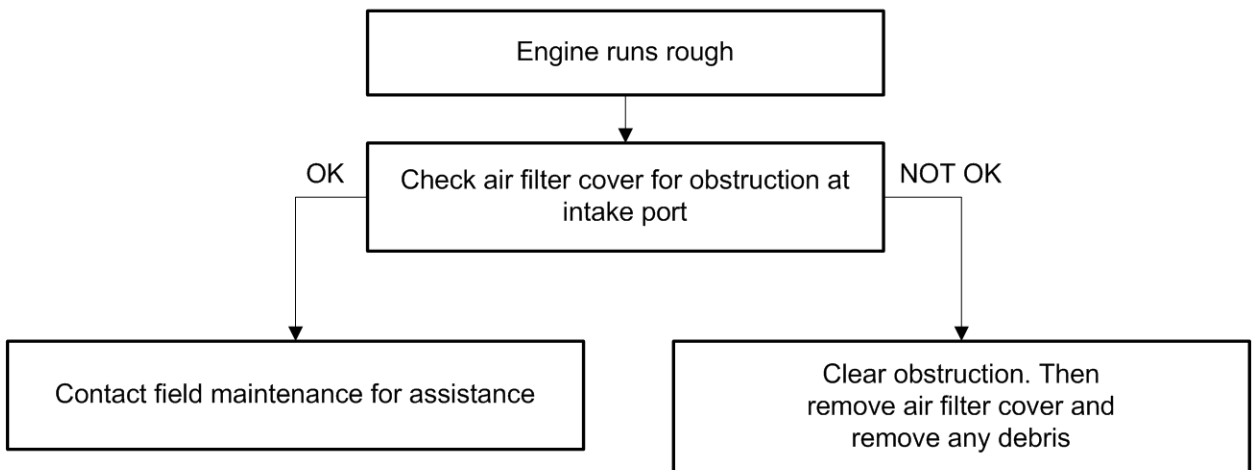 Engine runs rough
OK
Check air filter cover for obstruction at
intake port
NOT OK
Contact field maintenance for assistance
Clear obstruction. Then
remove air filter cover and
remove any debris